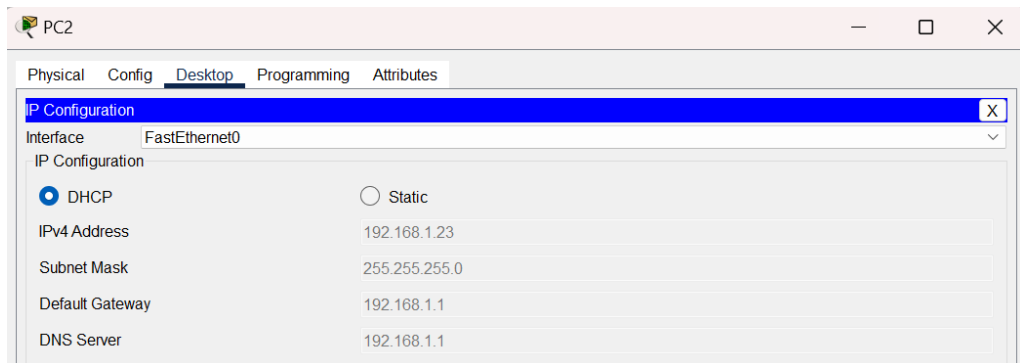 PC2
Physical Config Desktop Programming Attributes
IP Configuration
X
Interface FastEthernet0
IP Configuration
DHCP Static
IPv4 Address 192.168.1.23
Subnet Mask 255.255.255.0
Default Gateway 192.168.1.1
DNS Server 192.168.1.1